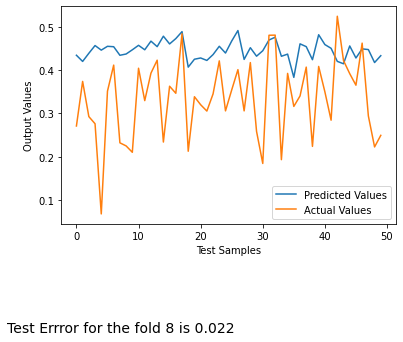 0.5
0.4
0.3
0.2
0.1
Output Values
0 10 20 30 40 50
Test Samples
Predicted Values
Actual Values
Test Errror for the fold 8 is 0.022